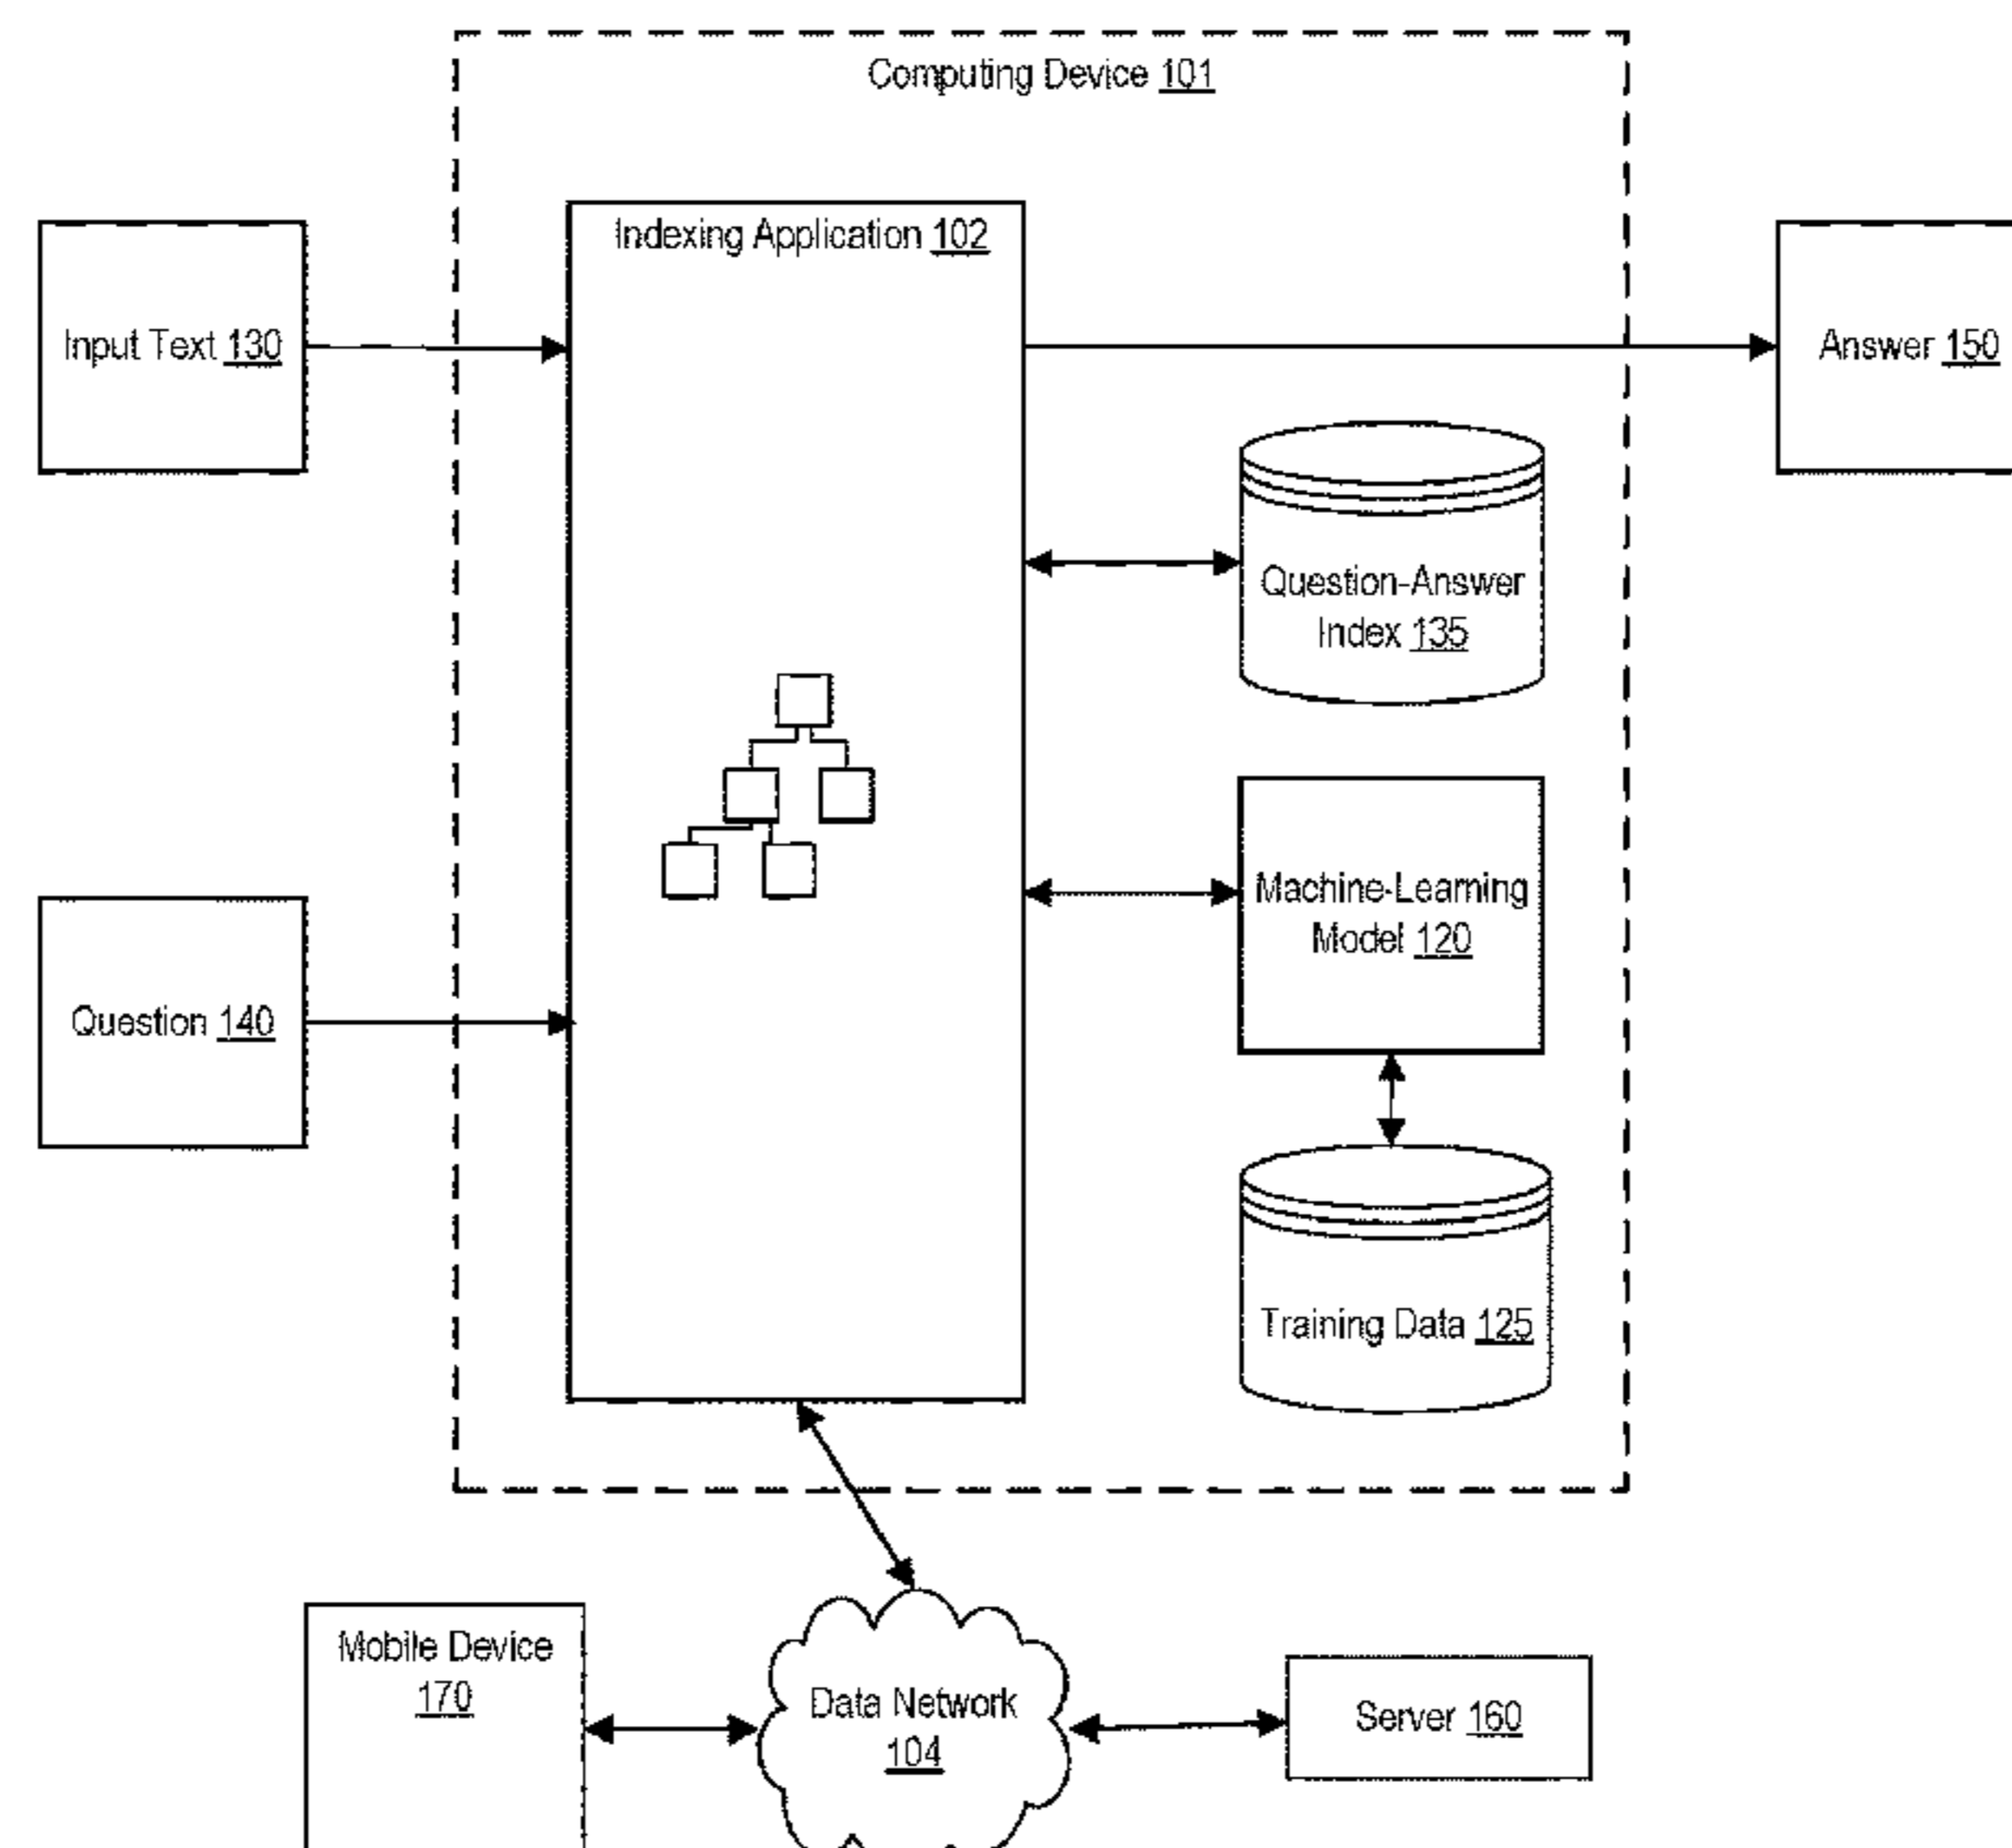 Computing Device 101
Indexing Application 102
Input Text 130
Answer 150
Question-Answer
Index 135
Machine-Learning
Model 120
Question 140
Training Data 125
Mobile Device
170
Data Network
104
Server 160